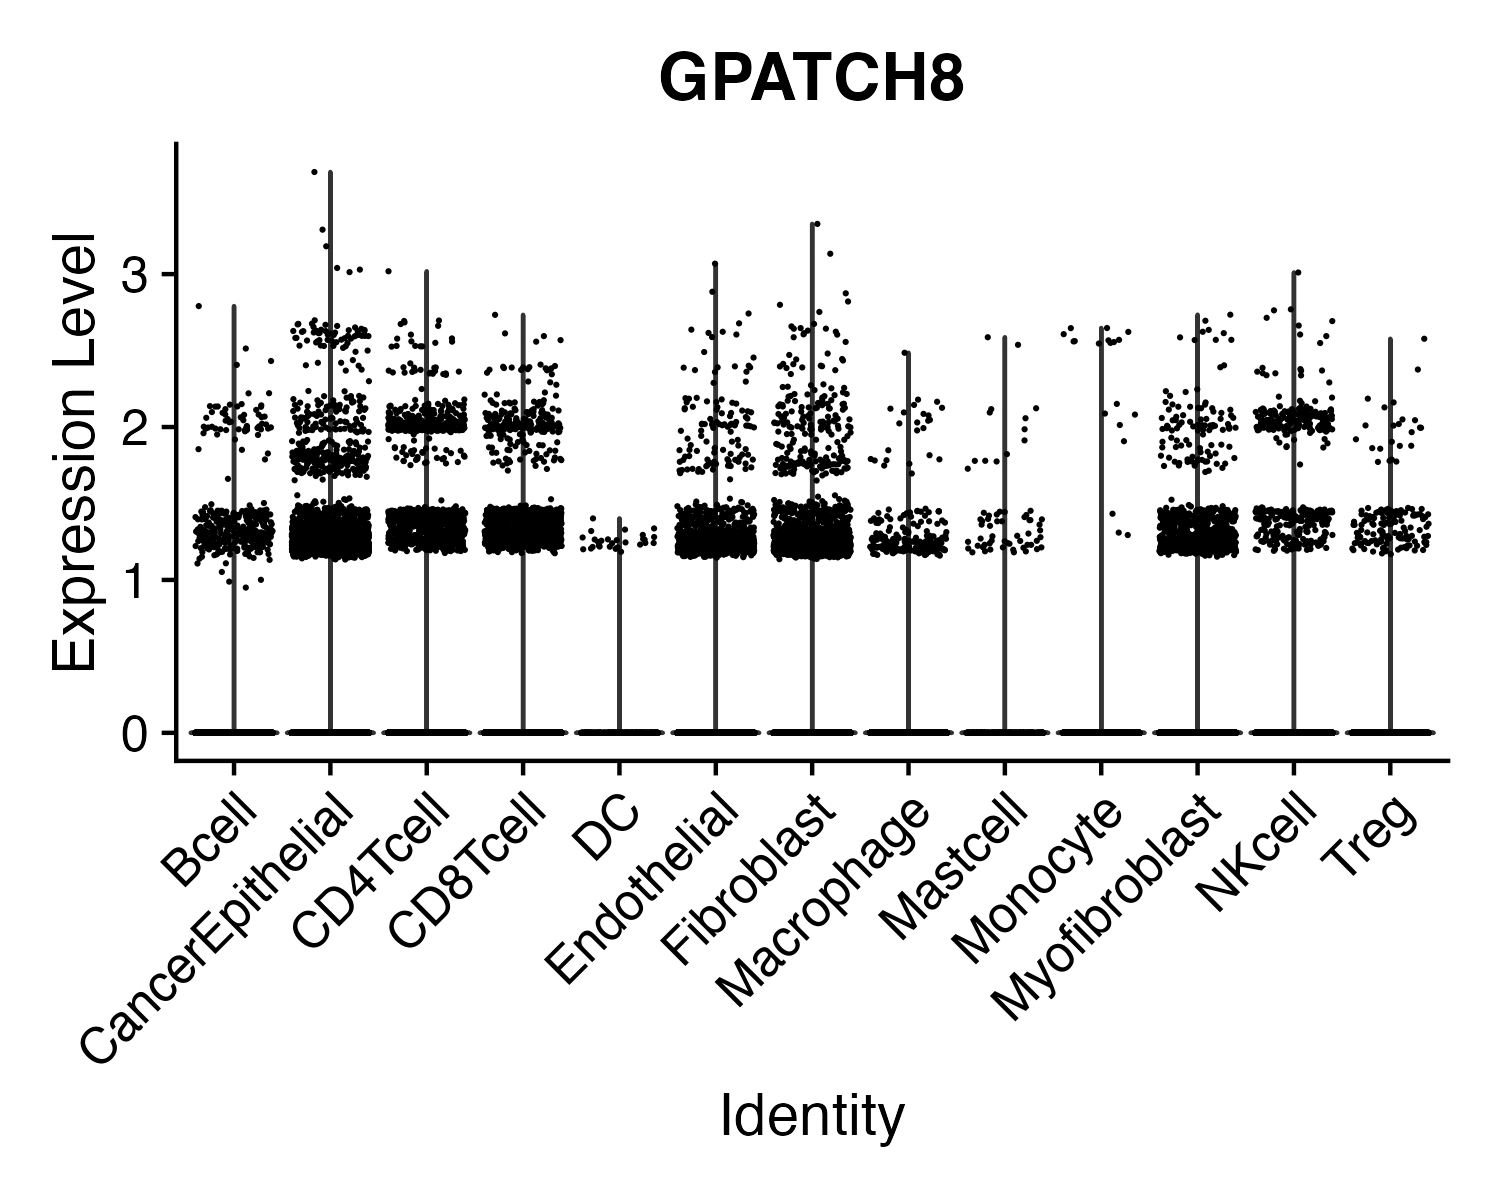 GPATCH8
Expression Level
3
2
1
0
Bcell
CancerEpithelial
CD4Tcell
CD8Tcell
DC
Endothelial
Fibroblast
Macrophage
Mastcell
Monocyte
Myofibroblast
NKcell
Treg
Identity